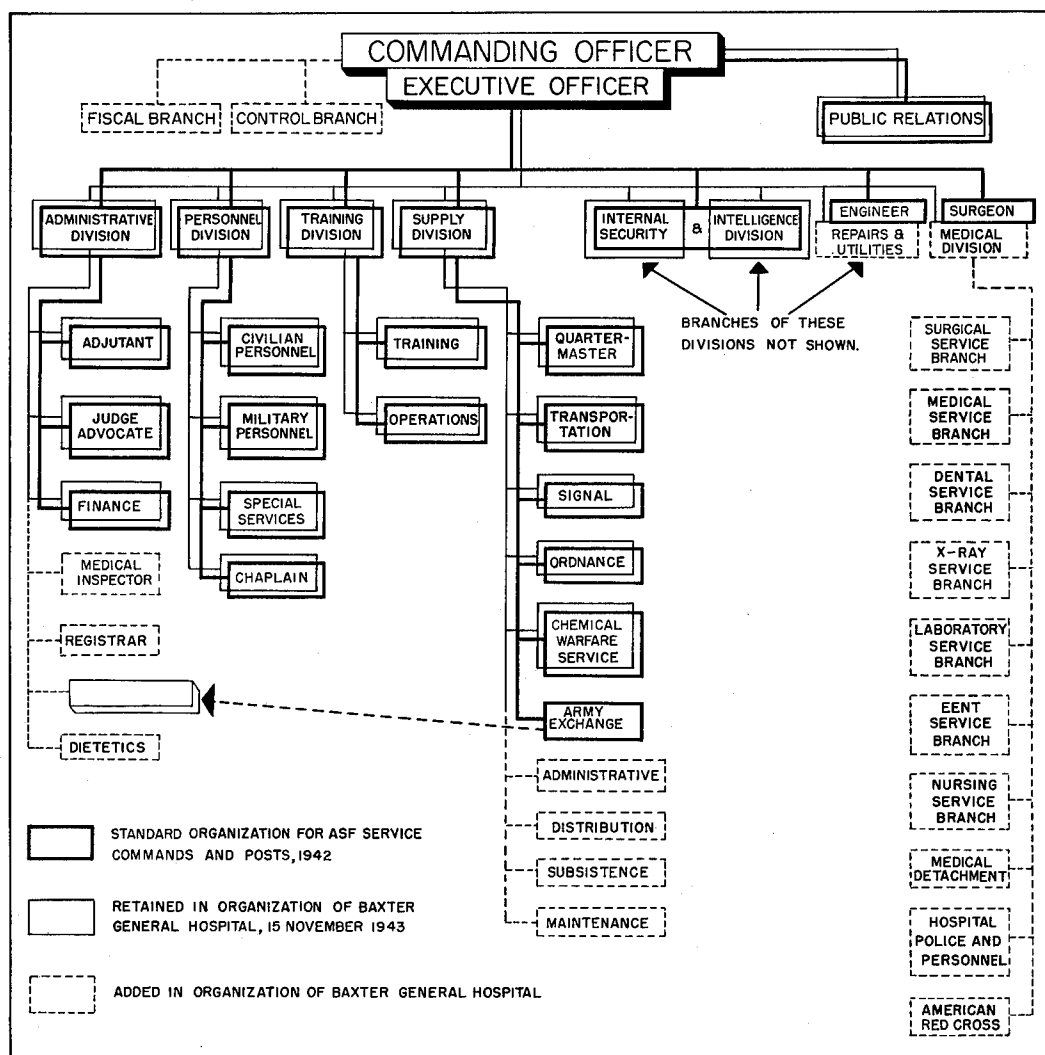 COMMANDING OFFICER
EXECUTIVE OFFICER
FISCAL BRANCH
CONTROL BRANCH
PUBLIC RELATIONS
ADMINISTRATIVE
DIVISION
PERSONNEL
DIVISION
TRAINING
DIVISION
SUPPLY
DIVISION
INTERNAL
SECURITY
a
INTELLIGENCE
DIVISION
ENGINEER
REPAIRS &
UTILITIES
SURGEON
MEDICAL
DIVISION
ADJUTANT
JUDGE
ADVOCATE
FINANCE
MEDICAL
INSPECTOR
REGISTRAR
DIETETICS
CIVILIAN
PERSONNEL
MILITARY
PERSONNEL
SPECIAL
SERVICES
CHAPLAIN
TRAINING
OPERATIONS
QUARTER-
MASTER
TRANSPOR-
TATION
SIGNAL
ORDNANCE
CHEMICAL
WARFARE
SERVICE
ARMY
EXCHANGE
ADMINISTRATIVE
DISTRIBUTION
SUBSISTENCE
MAINTENANCE
BRANCHES OF THESE
DIVISIONS NOT SHOWN.
SURGICAL
SERVICE
BRANCH
MEDICAL
SERVICE
BRANCH
DENTAL
SERVICE
BRANCH
X-RAY
SERVICE
BRANCH
LABORATORY
SERVICE
BRANCH
EENT
SERVICE
BRANCH
NURSING
SERVICE
BRANCH
MEDICAL
DETACHMENT
HOSPITAL
POLICE AND
PERSONNEL
AMERICAN
RED CROSS
STANDARD ORGANIZATION FOR ASF SERVICE
COMMANDS AND POSTS, 1942
RETAINED IN ORGANIZATION OF BAXTER
GENERAL HOSPITAL, 15 NOVEMBER 1943
ADDED IN ORGANIZATION OF BAXTER GENERAL HOSPITAL